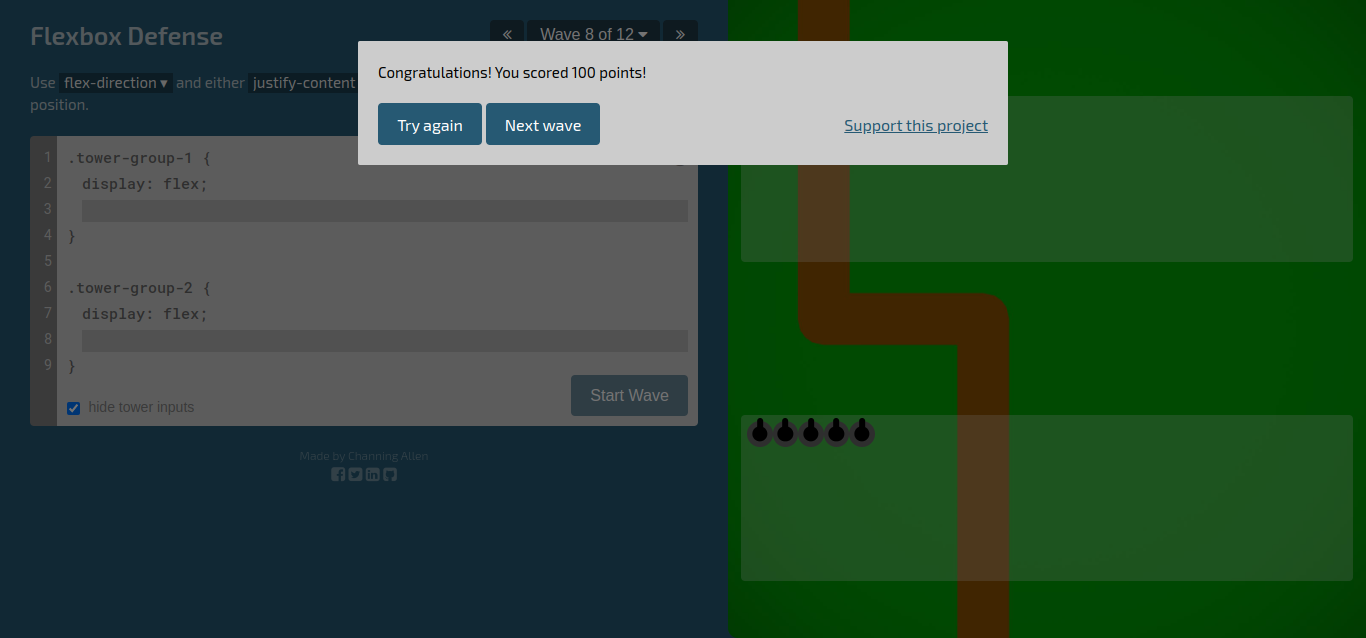 Flexbox Defense
« Wave 8 of 12 »
Congratulations! You scored 100 points!
Use flex-direction ▾ and either justify-content
position.
Try again Next wave Support this project
1 .tower-group-1 {
2 display: flex;
3
4 }
5
6 .tower-group-2 {
7 display: flex;
8
9 }
hide tower inputs
Start Wave
Made by Channing Allen